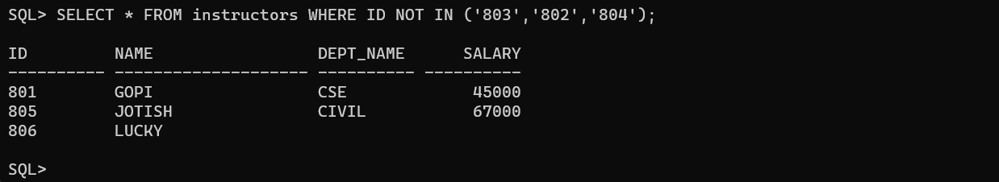 SQL> SELECT * FROM instructors WHERE ID NOT IN ('803','802','804');
ID         NAME                 DEPT_NAME      SALARY
---------- -------------------- ---------- ----------
801        GOPI                 CSE             45000
805        JOTISH               CIVIL           67000
806        LUCKY
SQL>